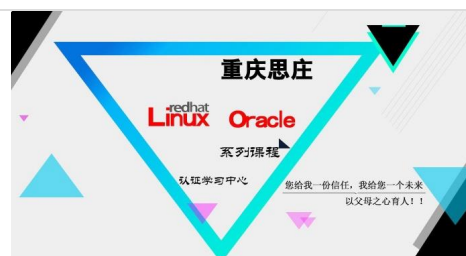 重庆思庄
redhat
Linux Oracle
系列课程
认证学习中心
您给我一份信任，我给您一个未来
以父母之心育人！！